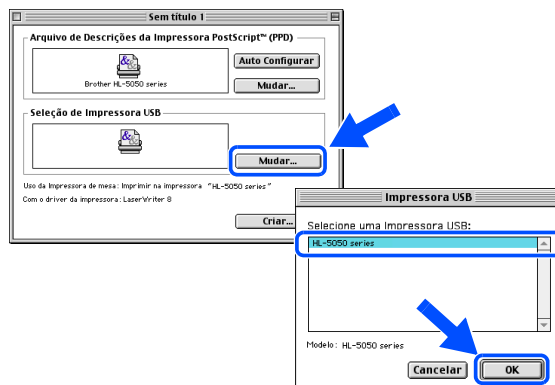 Sem título 1
Arquivo de Descrições da Impressora PostScript™ (PPD)
Auto Configurar
Brother HL-5050 series
Mudar...
Seleção de Impressora USB
Mudar...
Uso da Impressora de mesa: Imprimir na impressora "HL-5050 series"
Com o driver da impressora: LaserWriter 8
Criar...
Impressora USB
Selecione uma Impressora USB:
HL-5050 series
Modelo: HL-5050 series
Cancelar
OK